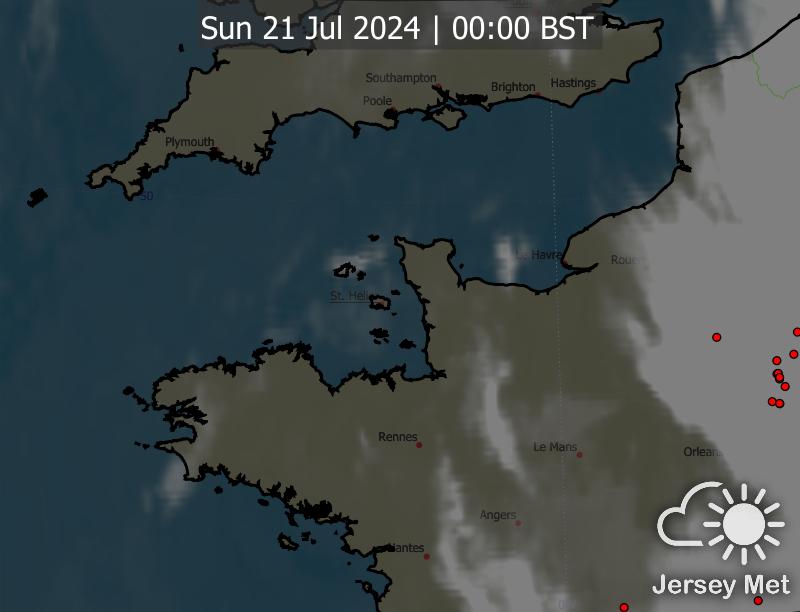 Sun 21 Jul 2024 | 00:00 BST
Southampton
Brighton
Hastings
Poole
Plymouth
50
Le Havre
St. Helier
Rouen
Rennes
Le Mans
Orleans
Angers
Nantes
Jersey Met